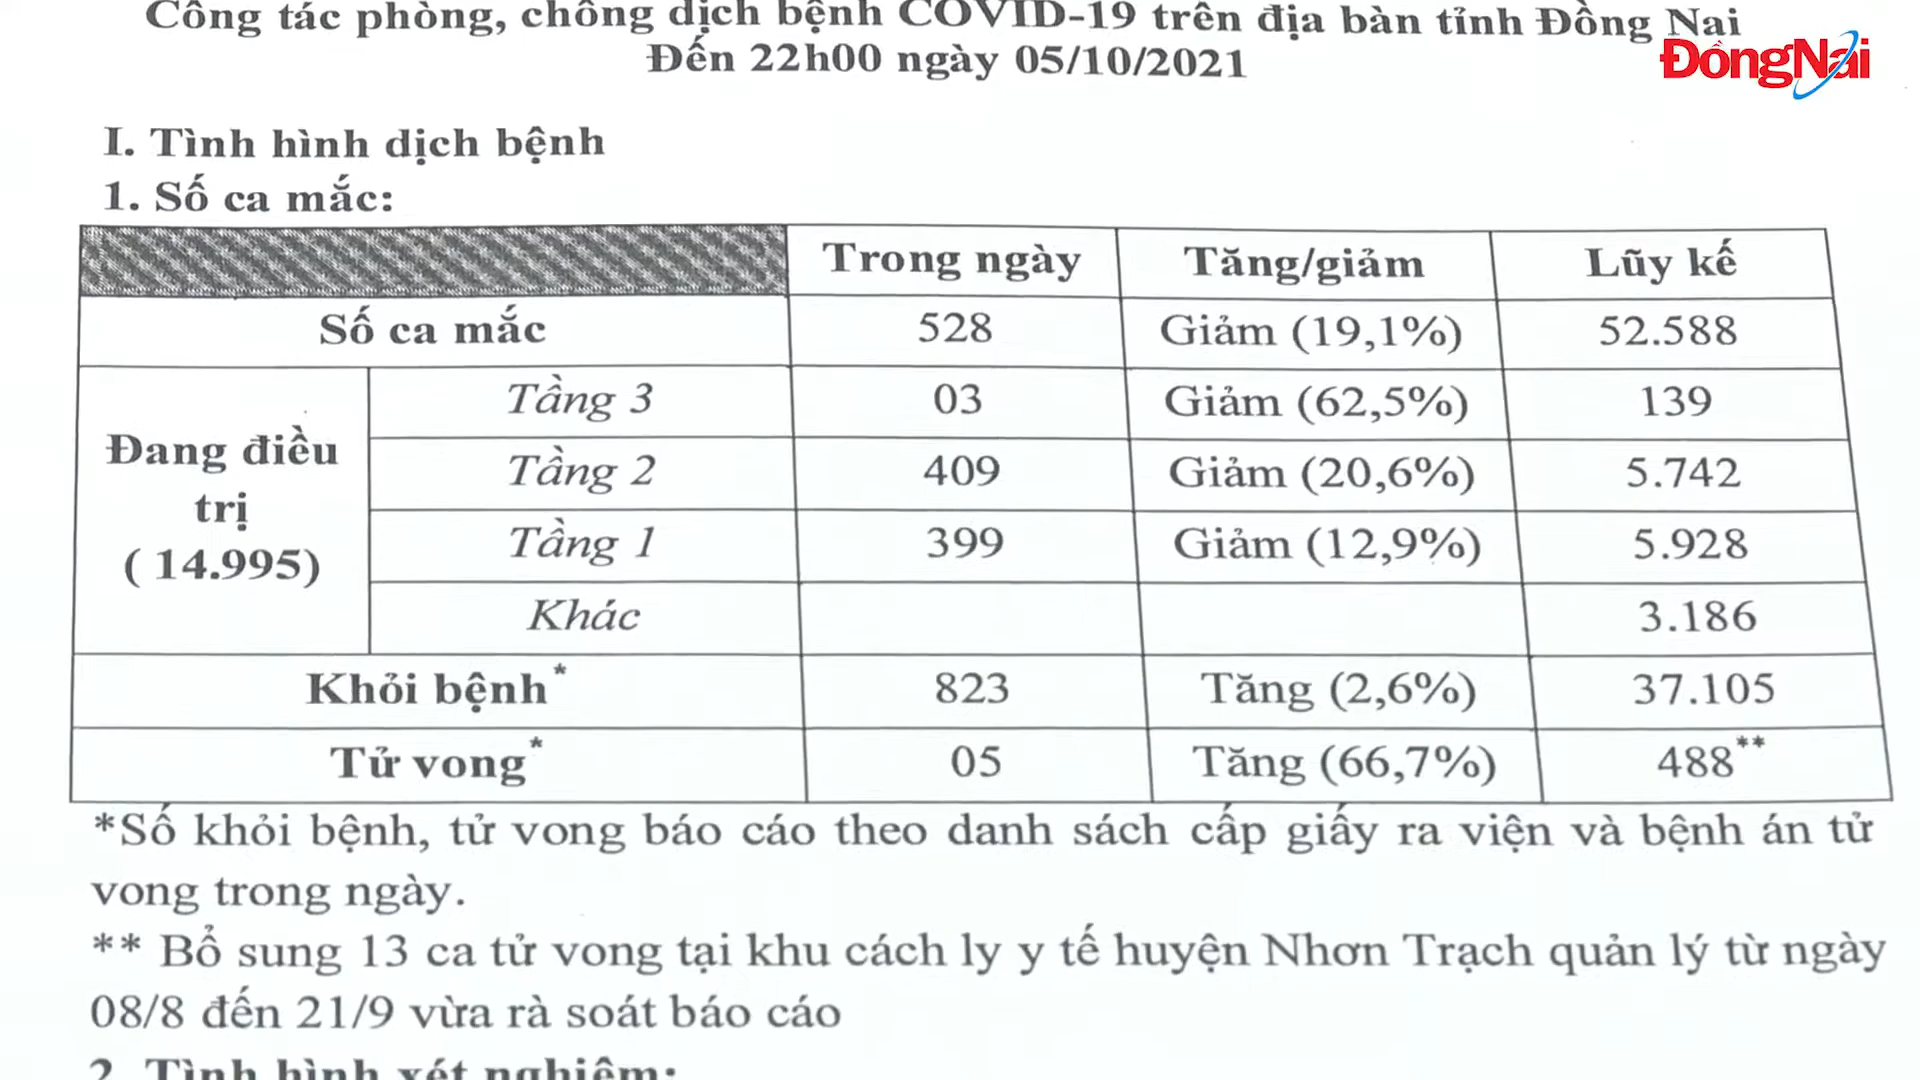 Công tác phòng, chống dịch bệnh COVID-19 trên địa bàn tỉnh Đồng Nai
Đến 22h00 ngày 05/10/2021
ĐồngNai
I. Tình hình dịch bệnh
1. Số ca mắc:
Trong ngày Tăng/giảm Lũy kế
Số ca mắc 528 Giảm (19,1%) 52.588
Đang điều trị ( 14.995)
Tầng 3 03 Giảm (62,5%) 139
Tầng 2 409 Giảm (20,6%) 5.742
Tầng 1 399 Giảm (12,9%) 5.928
Khác 3.186
Khỏi bệnh* 823 Tăng (2,6%) 37.105
Tử vong* 05 Tăng (66,7%) 488**
*Số khỏi bệnh, tử vong báo cáo theo danh sách cấp giấy ra viện và bệnh án tử
vong trong ngày.
** Bổ sung 13 ca tử vong tại khu cách ly y tế huyện Nhơn Trạch quản lý từ ngày
08/8 đến 21/9 vừa rà soát báo cáo
2. Tình hình xét nghiệm: